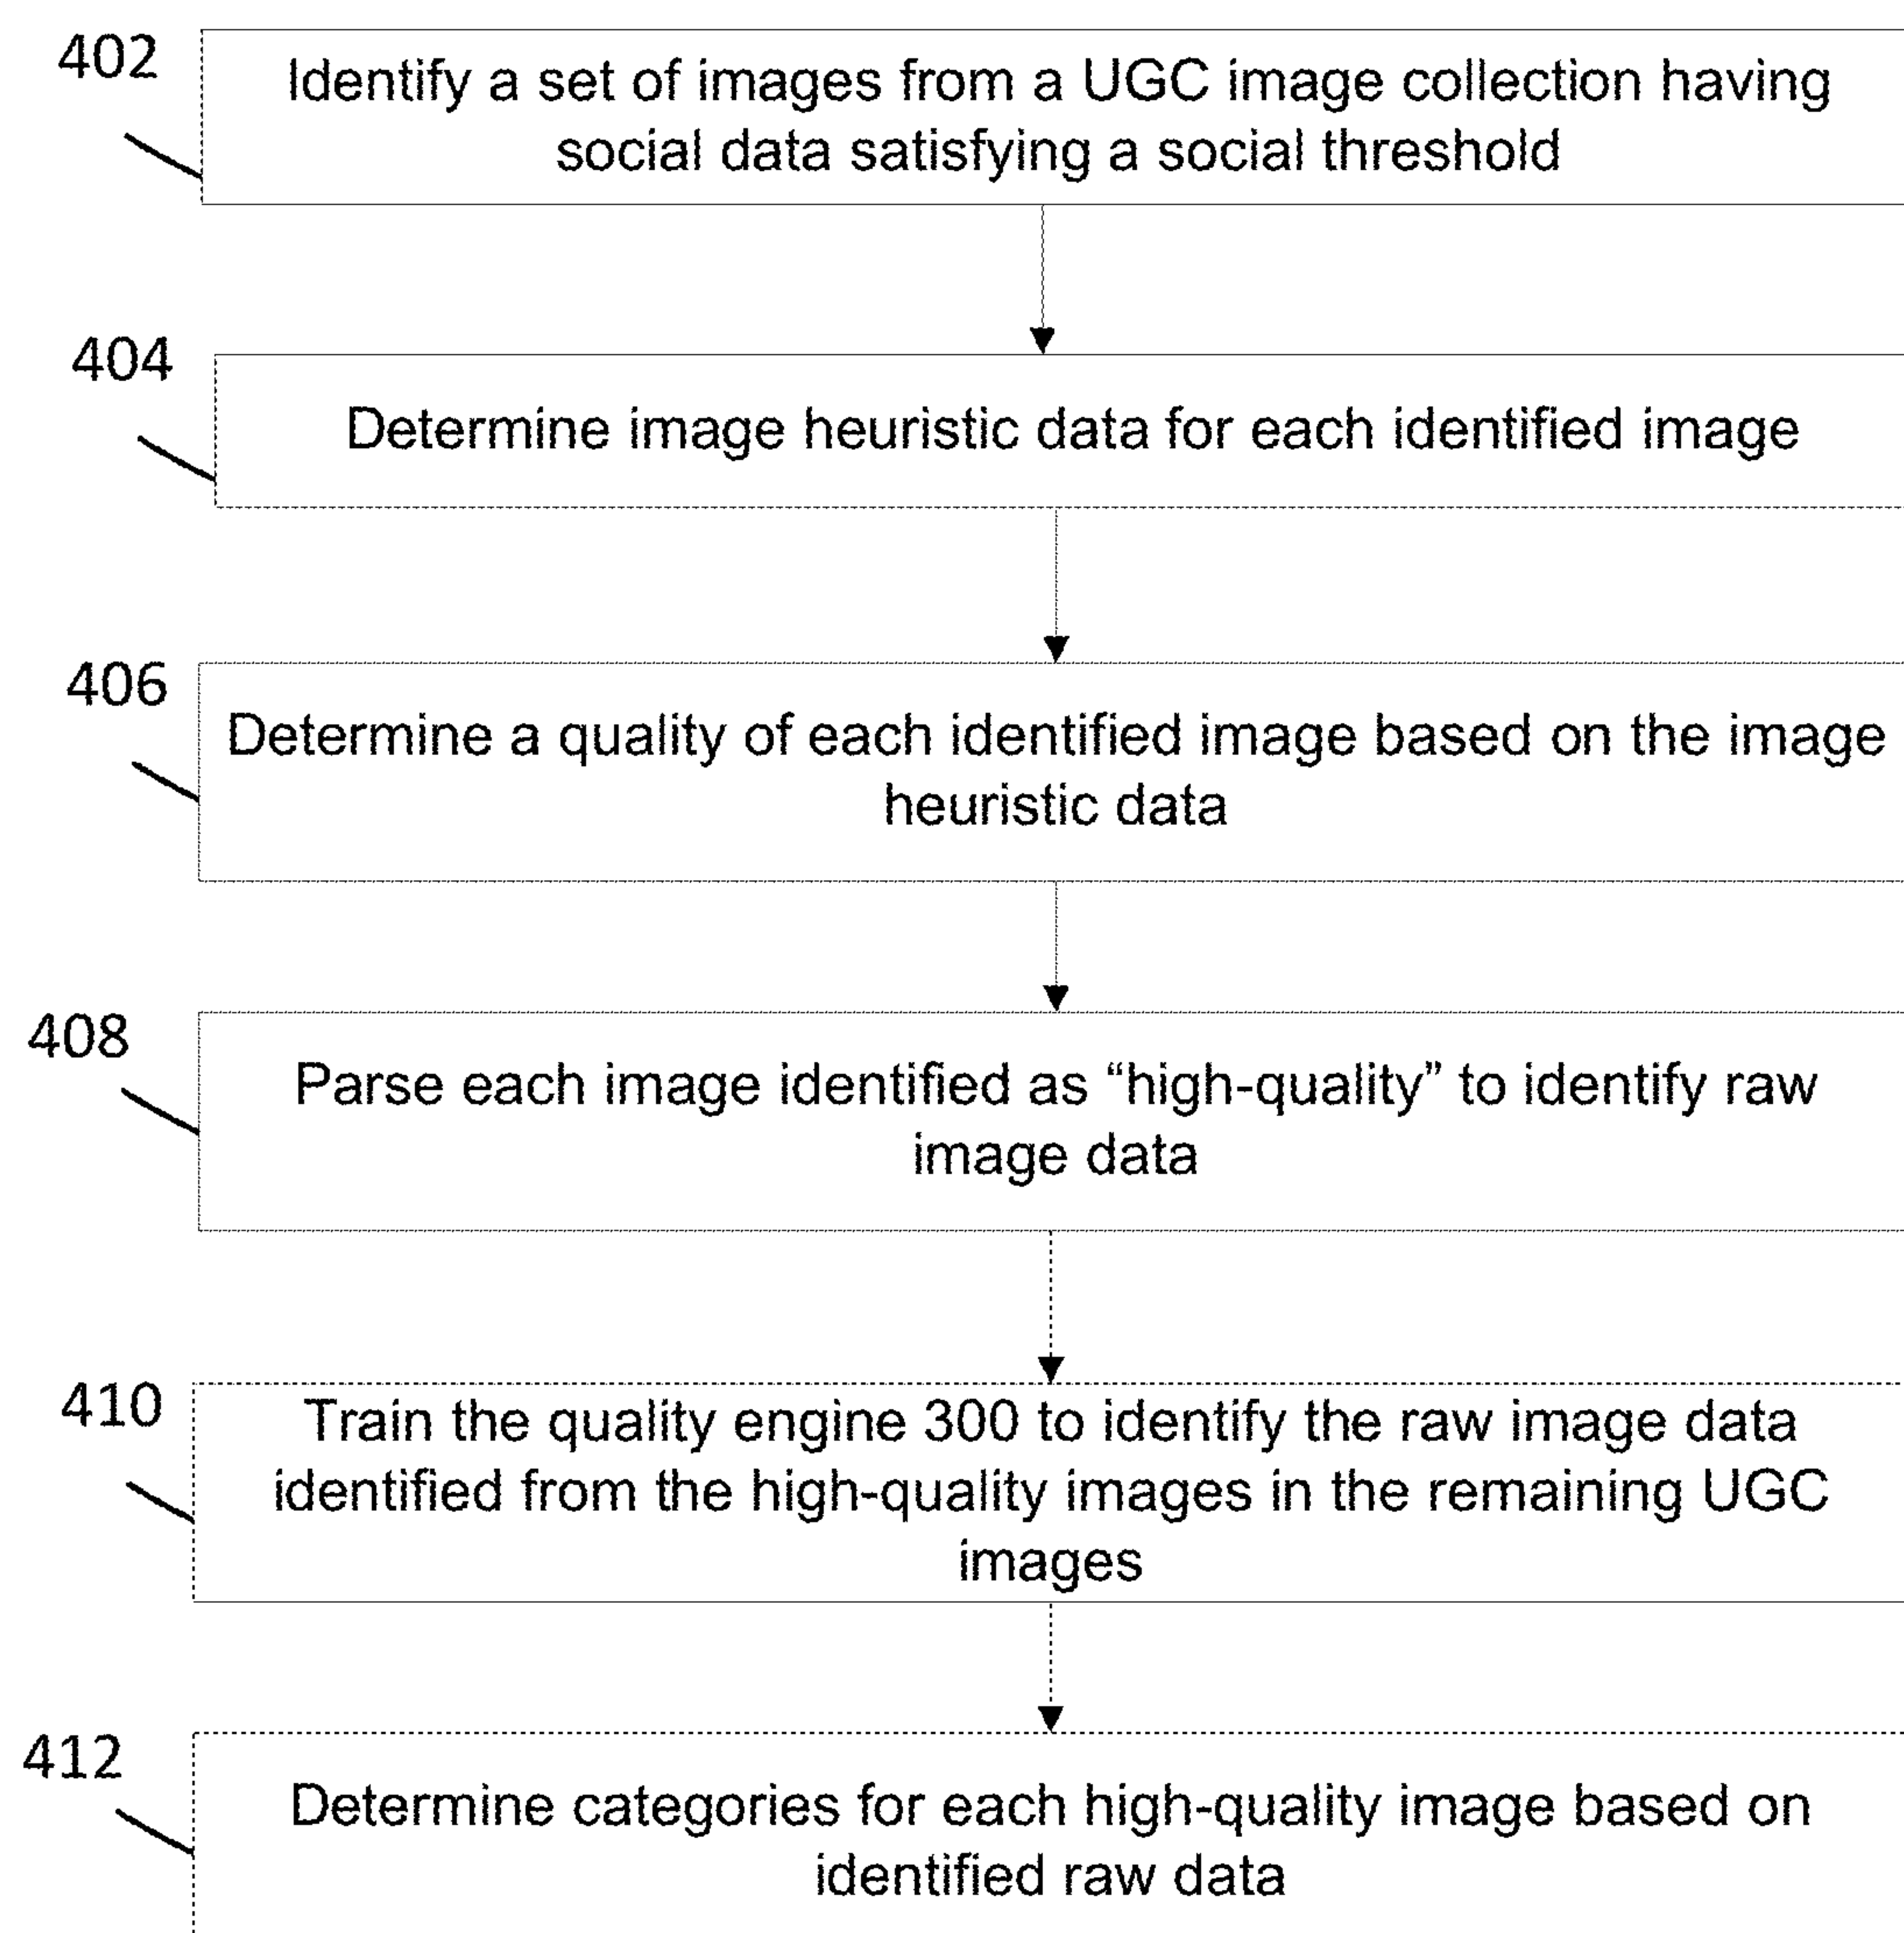 402
Identify a set of images from a UGC image collection having
social data satisfying a social threshold
404
Determine image heuristic data for each identified image
406
Determine a quality of each identified image based on the image
heuristic data
408
Parse each image identified as “high-quality” to identify raw
image data
410
Train the quality engine 300 to identify the raw image data
identified from the high-quality images in the remaining UGC
images
412
Determine categories for each high-quality image based on
identified raw data